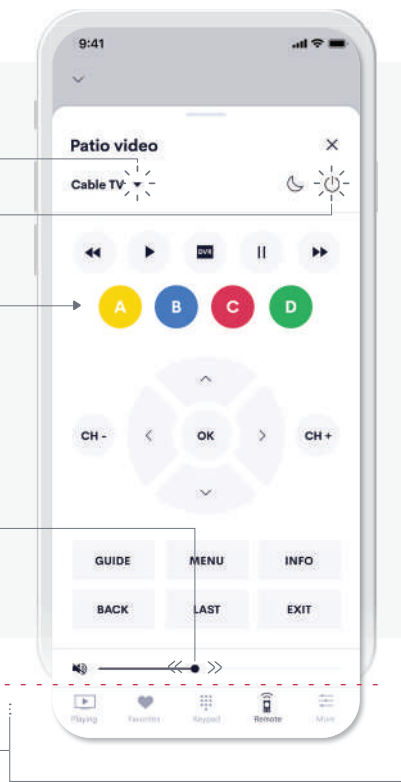 9:41
Patio video
Cable TV
DVR
A B C D
CH - OK CH +
GUIDE MENU INFO
BACK LAST EXIT
Playing Favorites Keypad Remote More